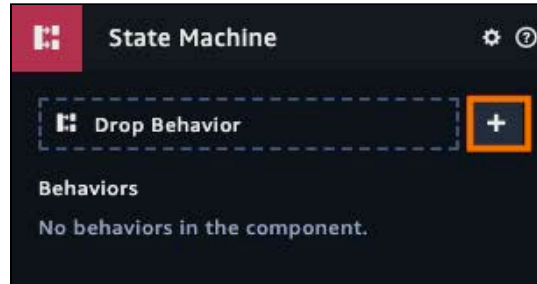 State Machine
Drop Behavior
Behaviors
No behaviors in the component.